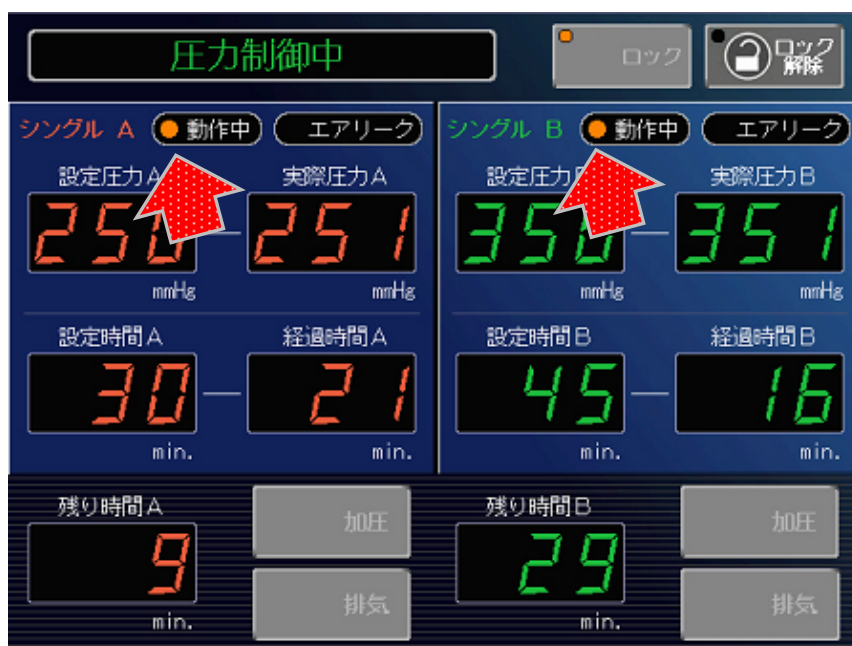 圧力制御中
ロック
ロック
解除
シングル A
動作中
エアリーク
シングル B
動作中
エアリーク
設定圧力A
実際圧力A
設定圧力B
実際圧力B
250
251
350
351
mmHg
mmHg
mmHg
mmHg
設定時間A
経過時間A
設定時間B
経過時間B
30
21
45
16
min.
min.
min.
min.
残り時間A
加圧
残り時間B
加圧
9
29
排気
排気
min.
min.